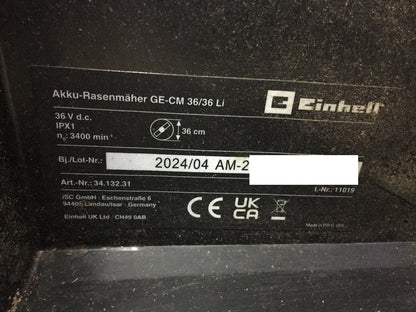 Akku-Rasenmäher GE-CM 36/36 Li
Einhell
36 V d.c.
IPX1
n₀: 3400 min⁻¹
36 cm
Bj./Lot-Nr.: 2024/04 AM-2
Art.-Nr.: 34.132.31
I.-Nr.: 11019
ISC GmbH · Eschenstraße 6
94405 Landau/Isar · Germany
Einhell UK Ltd · CH49 0AB
CE
UK
CA